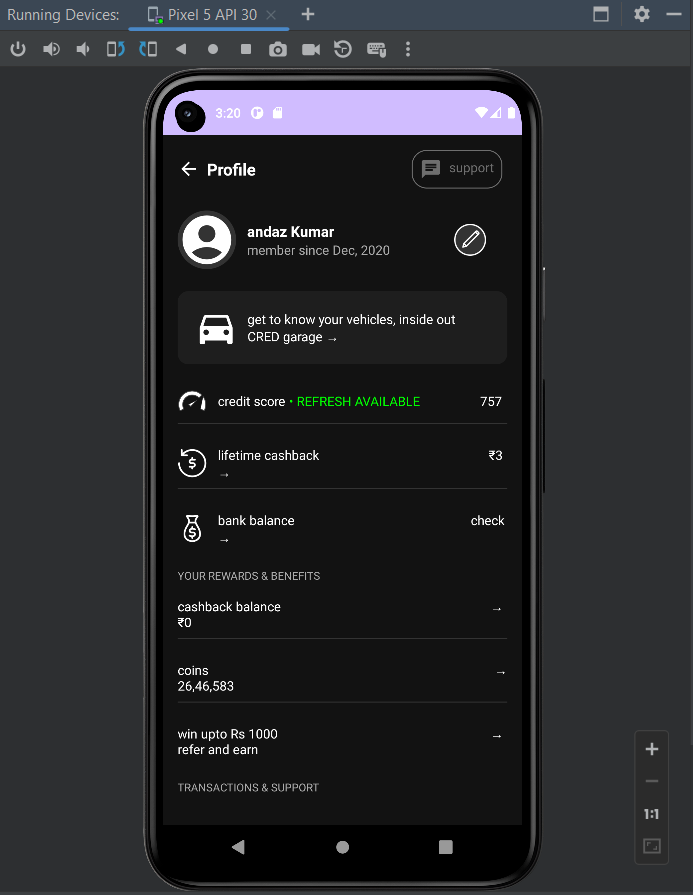 Running Devices: Pixel 5 API 30
3:20
Profile
support
andaz Kumar
member since Dec, 2020
get to know your vehicles, inside out
CRED garage →
credit score • REFRESH AVAILABLE 757
lifetime cashback ₹3
→
bank balance check
→
YOUR REWARDS & BENEFITS
cashback balance →
₹0
coins →
26,46,583
win upto Rs 1000 →
refer and earn
TRANSACTIONS & SUPPORT
1:1